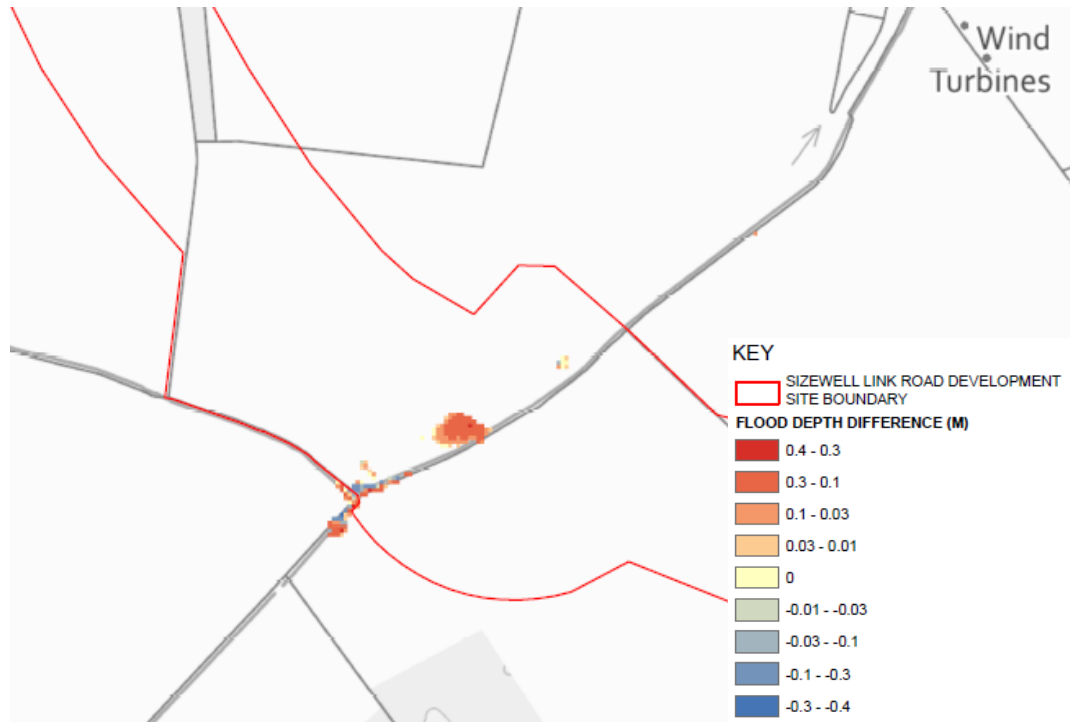 Wind
Turbines
KEY
SIZEWELL LINK ROAD DEVELOPMENT
SITE BOUNDARY
FLOOD DEPTH DIFFERENCE (M)
0.4 - 0.3
0.3 - 0.1
0.1 - 0.03
0.03 - 0.01
0
-0.01 - -0.03
-0.03 - -0.1
-0.1 - -0.3
-0.3 - -0.4